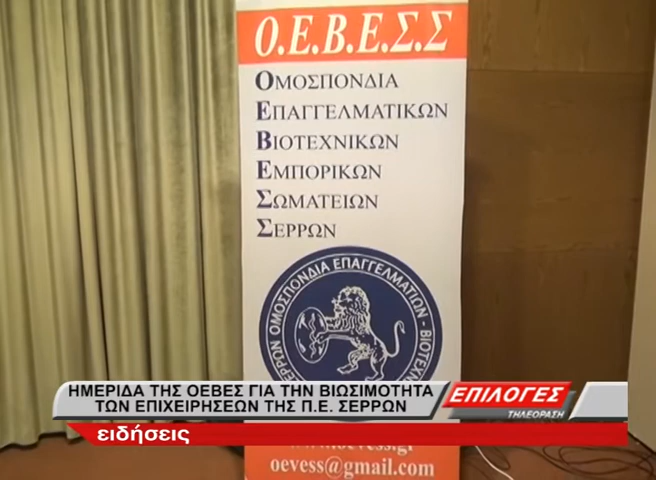 Ο.Ε.Β.Ε.Σ.Σ
ΟΜΟΣΠΟΝΔΙΑ
ΕΠΑΓΓΕΛΜΑΤΙΚΩΝ
ΒΙΟΤΕΧΝΙΚΩΝ
ΕΜΠΟΡΙΚΩΝ
ΣΩΜΑΤΕΙΩΝ
ΣΕΡΡΩΝ
ΣΕΡΡΩΝ ΟΜΟΣΠΟΝΔΙΑ ΕΠΑΓΓΕΛΜΑΤΙΩΝ -
ΗΜΕΡΙΔΑ ΤΗΣ ΟΕΒΕΣ ΓΙΑ ΤΗΝ ΒΙΩΣΙΜΟΤΗΤΑ
ΤΩΝ ΕΠΙΧΕΙΡΗΣΕΩΝ ΤΗΣ Π.Ε. ΣΕΡΡΩΝ
ΕΠΙΛΟΓΕΣ
ΤΗΛΕΟΡΑΣΗ
ειδήσεις
oevess@gmail.com